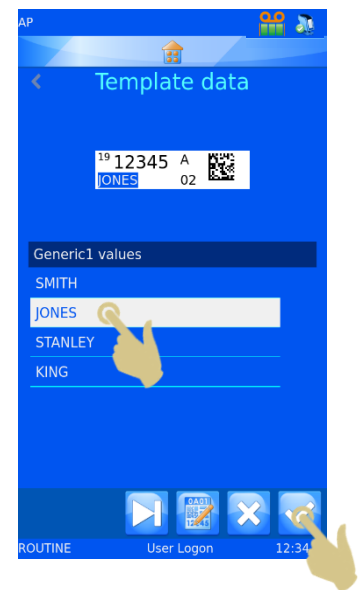 AP
Template data
19 12345 A
JONES 02
Generic1 values
SMITH
JONES
STANLEY
KING
0A01
12345
ROUTINE User Logon 12:34